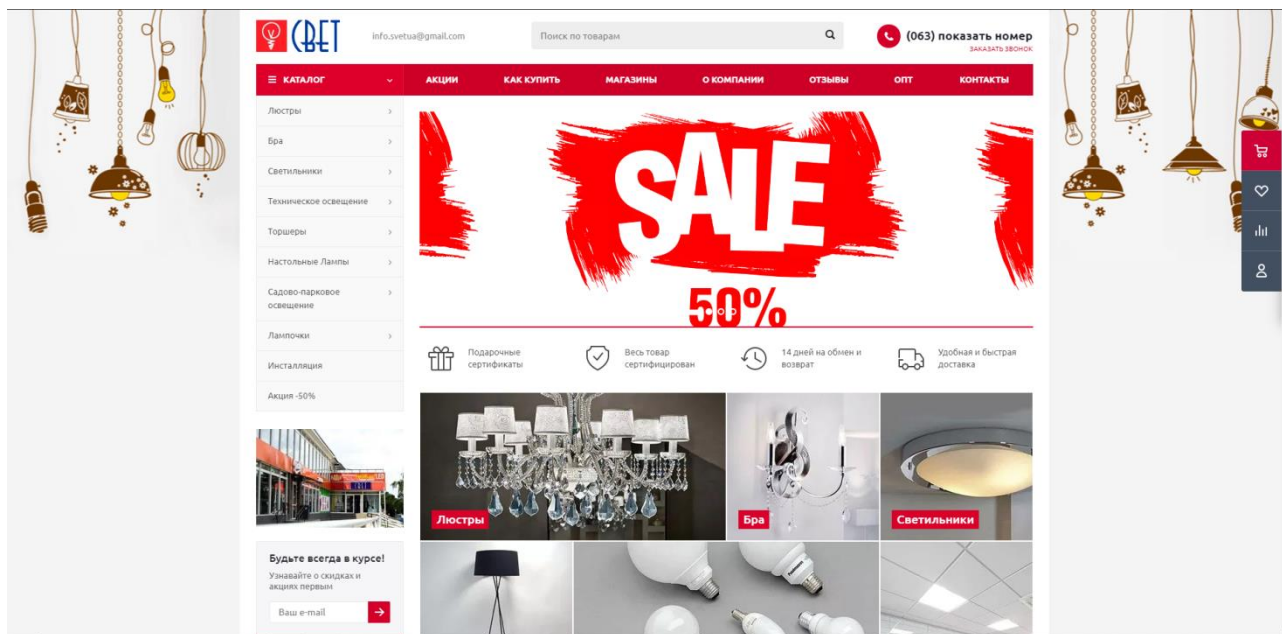 СВЕТ
info.svetua@gmail.com
Поиск по товарам
(063) показать номер
ЗАКАЗАТЬ ЗВОНОК
КАТАЛОГ
АКЦИИ
КАК КУПИТЬ
МАГАЗИНЫ
О КОМПАНИИ
ОТЗЫВЫ
ОПТ
КОНТАКТЫ
Люстры
Бра
Светильники
Техническое освещение
Торшеры
Настольные Лампы
Садово-парковое
освещение
Лампочки
Инсталляция
Акция -50%
SALE
50%
Подарочные
сертификаты
Весь товар
сертифицирован
14 дней на обмен и
возврат
Удобная и быстрая
доставка
Люстры
Бра
Светильники
Будьте всегда в курсе!
Узнавайте о скидках и
акциях первым
Ваш e-mail